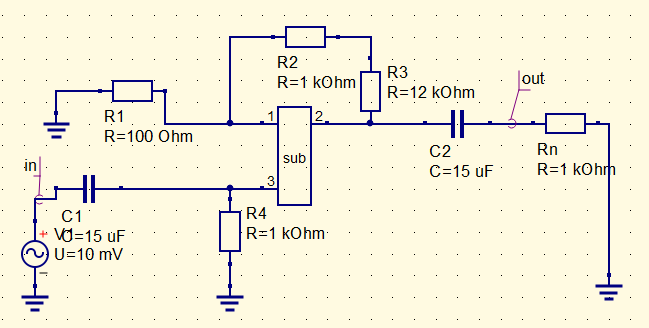 R2
R=1 kOhm
R3
R=12 kOhm
out
R1
R=100 Ohm
1
2
sub
3
C2
C=15 uF
Rn
R=1 kOhm
in
C1
C=15 uF
V1
U=10 mV
R4
R=1 kOhm